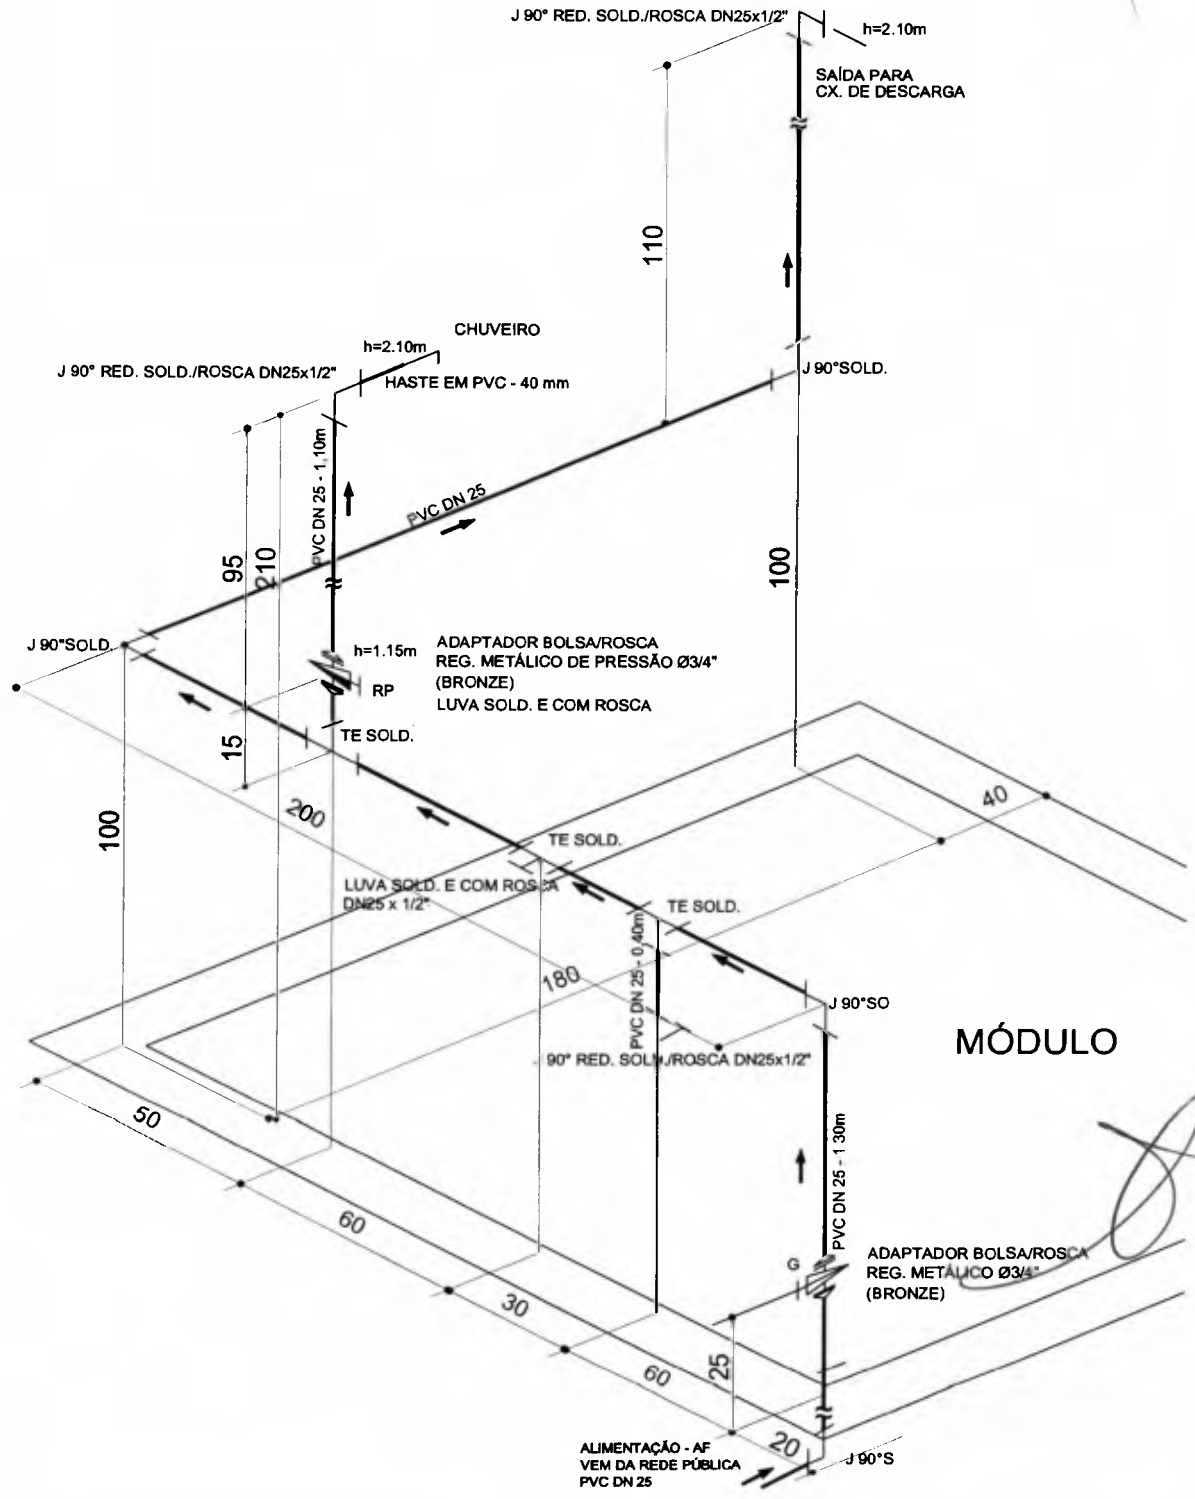 J 90° RED. SOLD./ROSCA DN25x1/2"
h=2.10m
SAÍDA PARA
CX. DE DESCARGA
110
CHUVEIRO
h=2.10m
J 90° RED. SOLD./ROSCA DN25x1/2"
HASTE EM PVC - 40 mm
J 90°SOLD.
PVC DN 25 - 1,10m
PVC DN 25
95
210
100
J 90°SOLD.
h=1.15m
RP
ADAPTADOR BOLSA/ROSCA
REG. METÁLICO DE PRESSÃO Ø3/4"
(BRONZE)
LUVA SOLD. E COM ROSCA
TE SOLD.
15
200
100
40
TE SOLD.
LUVA SOLD. E COM ROSCA
DN25 x 1/2"
TE SOLD.
PVC DN 25 - 0,40m
180
J 90°SO
MÓDULO
90° RED. SOLD./ROSCA DN25x1/2"
50
PVC DN 25 - 1 30m
60
G
ADAPTADOR BOLSA/ROSCA
REG. METÁLICO Ø3/4"
(BRONZE)
30
25
60
20
ALIMENTAÇÃO - AF
VEM DA REDE PÚBLICA
PVC DN 25
J 90°S